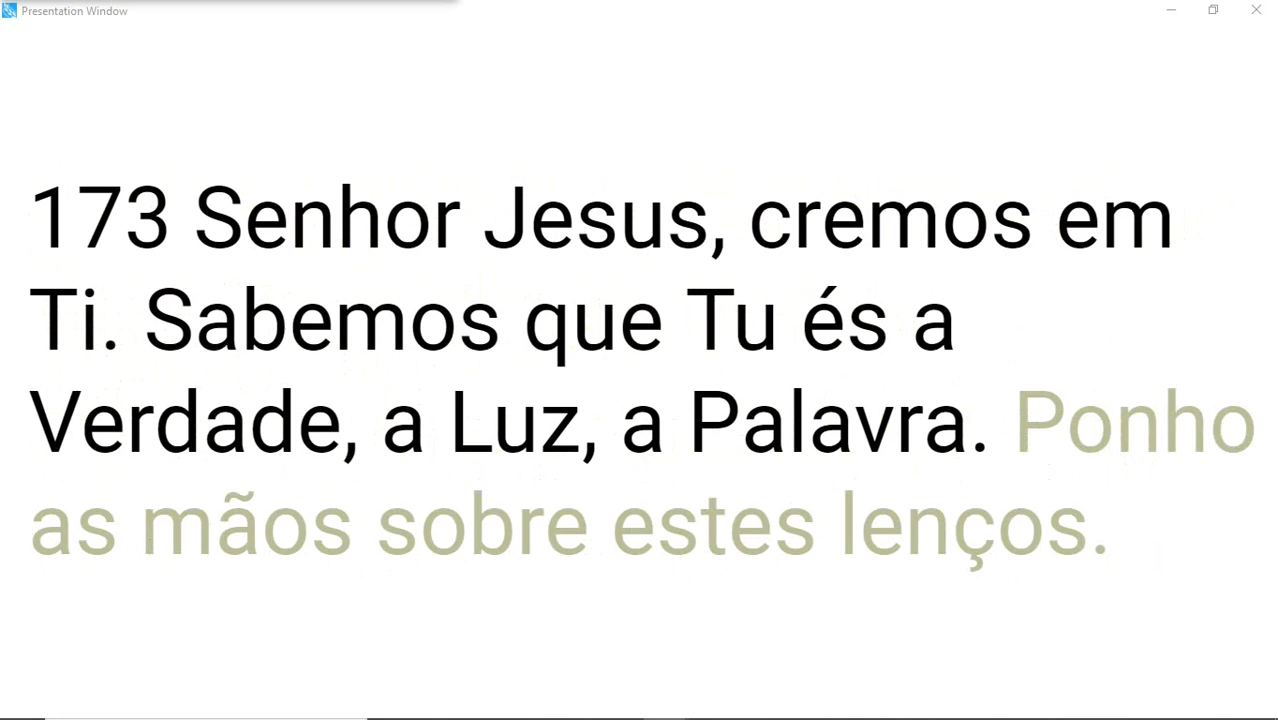 Presentation Window
173 Senhor Jesus, cremos em
Ti. Sabemos que Tu és a
Verdade, a Luz, a Palavra. Ponho
as mãos sobre estes lenços.